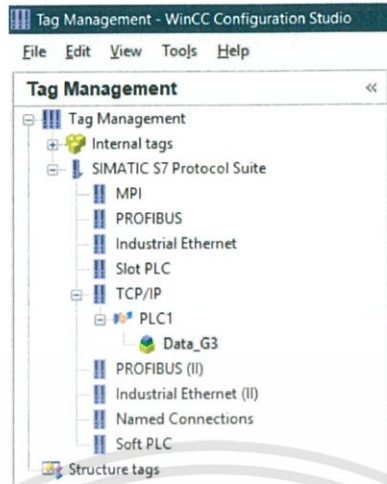 Tag Management - WinCC Configuration Studio
File Edit View Tools Help
Tag Management «
Tag Management
Internal tags
SIMATIC S7 Protocol Suite
MPI
PROFIBUS
Industrial Ethernet
Slot PLC
TCP/IP
PLC1
Data_G3
PROFIBUS (II)
Industrial Ethernet (II)
Named Connections
Soft PLC
Structure tags